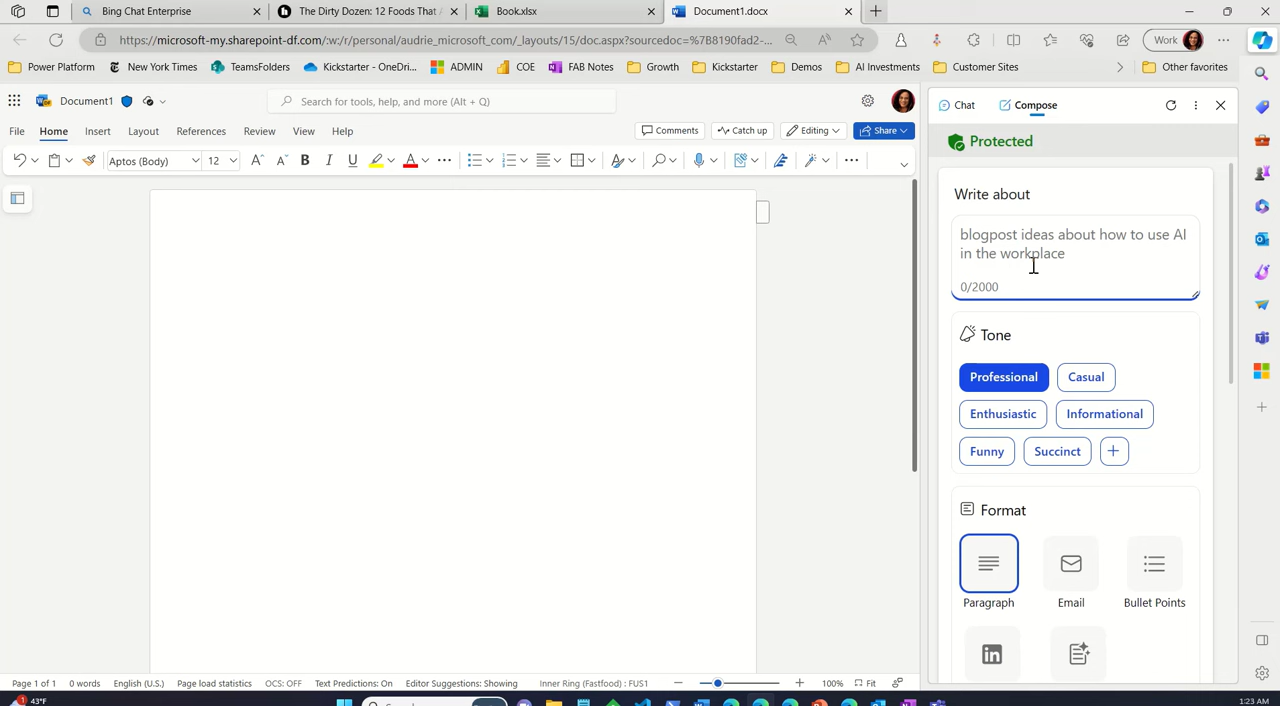 Bing Chat Enterprise
The Dirty Dozen: 12 Foods That A
Book.xlsx
Document1.docx
https://microsoft-my.sharepoint-df.com/:w:/r/personal/audrie_microsoft_com/_layouts/15/doc.aspx?sourcedoc=%7B8190fad2-...
Work
Power Platform
New York Times
TeamsFolders
Kickstarter - OneDri...
ADMIN
COE
FAB Notes
Growth
Kickstarter
Demos
AI Investments
Customer Sites
Other favorites
Document1
Search for tools, help, and more (Alt + Q)
File
Home
Insert
Layout
References
Review
View
Help
Comments
Catch up
Editing
Share
Aptos (Body)
12
Chat
Compose
Protected
Write about
blogpost ideas about how to use AI
in the workplace
0/2000
Tone
Professional
Casual
Enthusiastic
Informational
Funny
Succinct
Format
Paragraph
Email
Bullet Points
Page 1 of 1
0 words
English (U.S.)
Page load statistics
OCS: OFF
Text Predictions: On
Editor Suggestions: Showing
Inner Ring (Fastfood) : FUS1
100%
Fit
1
43°F
1:23 AM